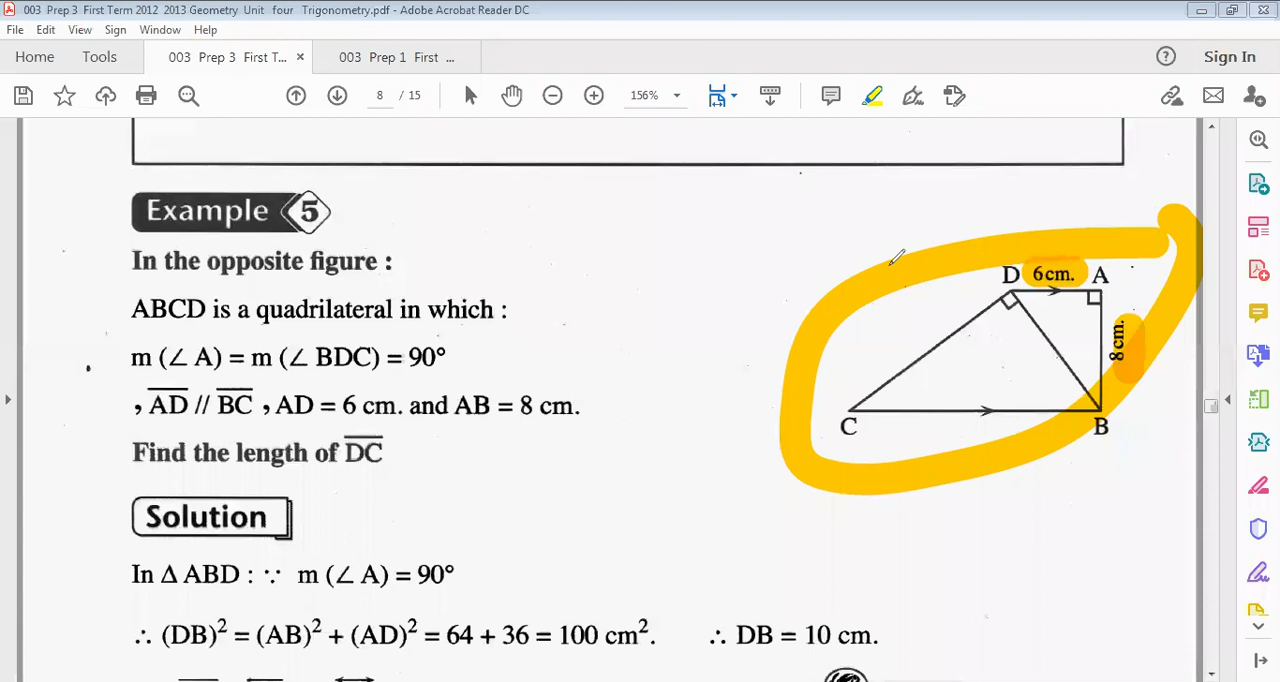 003 Prep 3 First Term 2012 2013 Geometry Unit four Trigonometry.pdf - Adobe Acrobat Reader DC
File Edit View Sign Window Help
Home Tools 003 Prep 3 First T... × 003 Prep 1 First ... Sign In
8 / 15 156%
Example 5
In the opposite figure :
ABCD is a quadrilateral in which :
m (∠ A) = m (∠ BDC) = 90°
, AD // BC , AD = 6 cm. and AB = 8 cm.
Find the length of DC
D 6cm. A
8cm.
C B
Solution
In Δ ABD : ∵ m (∠ A) = 90°
∴ (DB)² = (AB)² + (AD)² = 64 + 36 = 100 cm². ∴ DB = 10 cm.